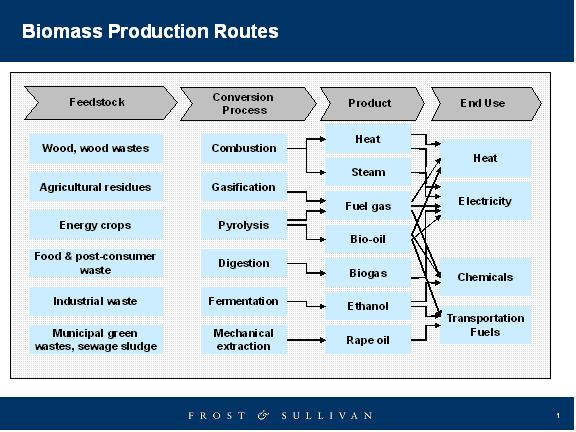 Biomass Production Routes
Feedstock
Conversion
Process
Product
End Use
Wood, wood wastes
Agricultural residues
Energy crops
Food & post-consumer
waste
Industrial waste
Municipal green
wastes, sewage sludge
Combustion
Gasification
Pyrolysis
Digestion
Fermentation
Mechanical
extraction
Heat
Steam
Fuel gas
Bio-oil
Biogas
Ethanol
Rape oil
Heat
Electricity
Chemicals
Transportation
Fuels
FROST & SULLIVAN
1